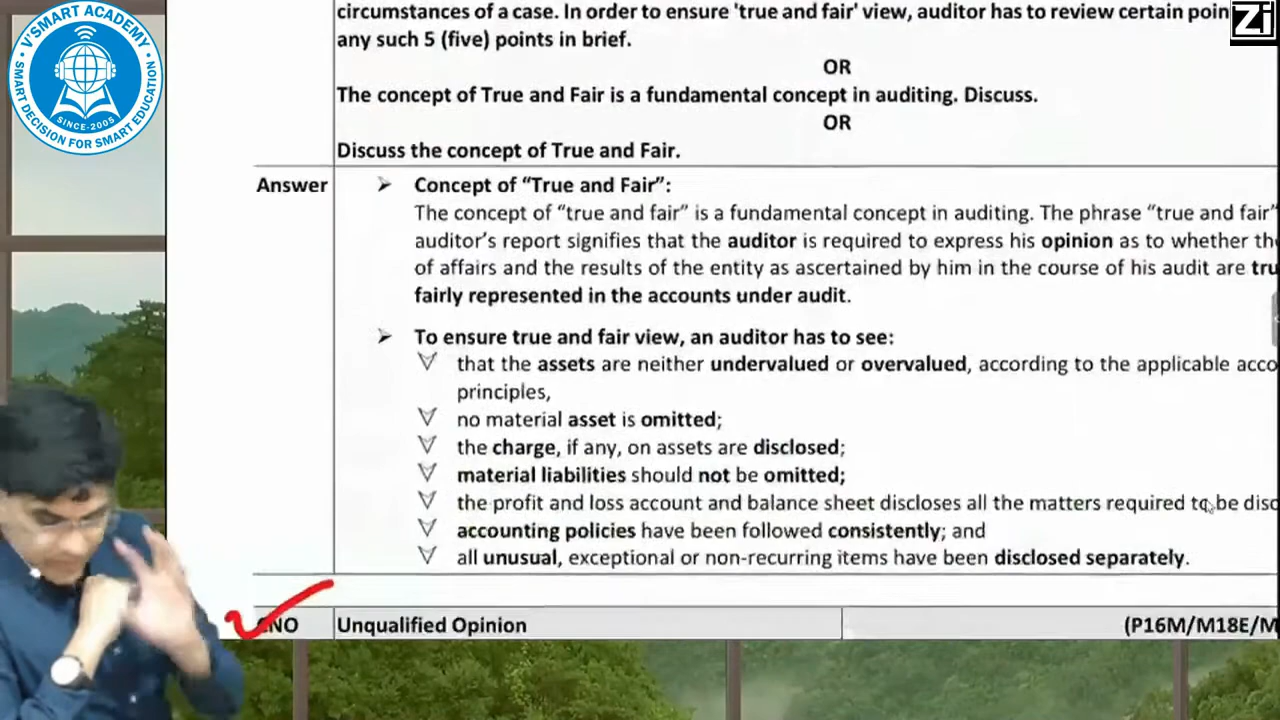 V'SMART ACADEMY
SINCE-2005
SMART DECISION FOR SMART EDUCATION
Zi
circumstances of a case. In order to ensure 'true and fair' view, auditor has to review certain poin
any such 5 (five) points in brief.
OR
The concept of True and Fair is a fundamental concept in auditing. Discuss.
OR
Discuss the concept of True and Fair.
Answer
➢ Concept of “True and Fair”:
The concept of “true and fair” is a fundamental concept in auditing. The phrase “true and fair”
auditor’s report signifies that the auditor is required to express his opinion as to whether th
of affairs and the results of the entity as ascertained by him in the course of his audit are tru
fairly represented in the accounts under audit.
➢ To ensure true and fair view, an auditor has to see:
that the assets are neither undervalued or overvalued, according to the applicable acco
principles,
no material asset is omitted;
the charge, if any, on assets are disclosed;
material liabilities should not be omitted;
the profit and loss account and balance sheet discloses all the matters required to be disc
accounting policies have been followed consistently; and
all unusual, exceptional or non-recurring items have been disclosed separately.
NO Unqualified Opinion (P16M/M18E/M